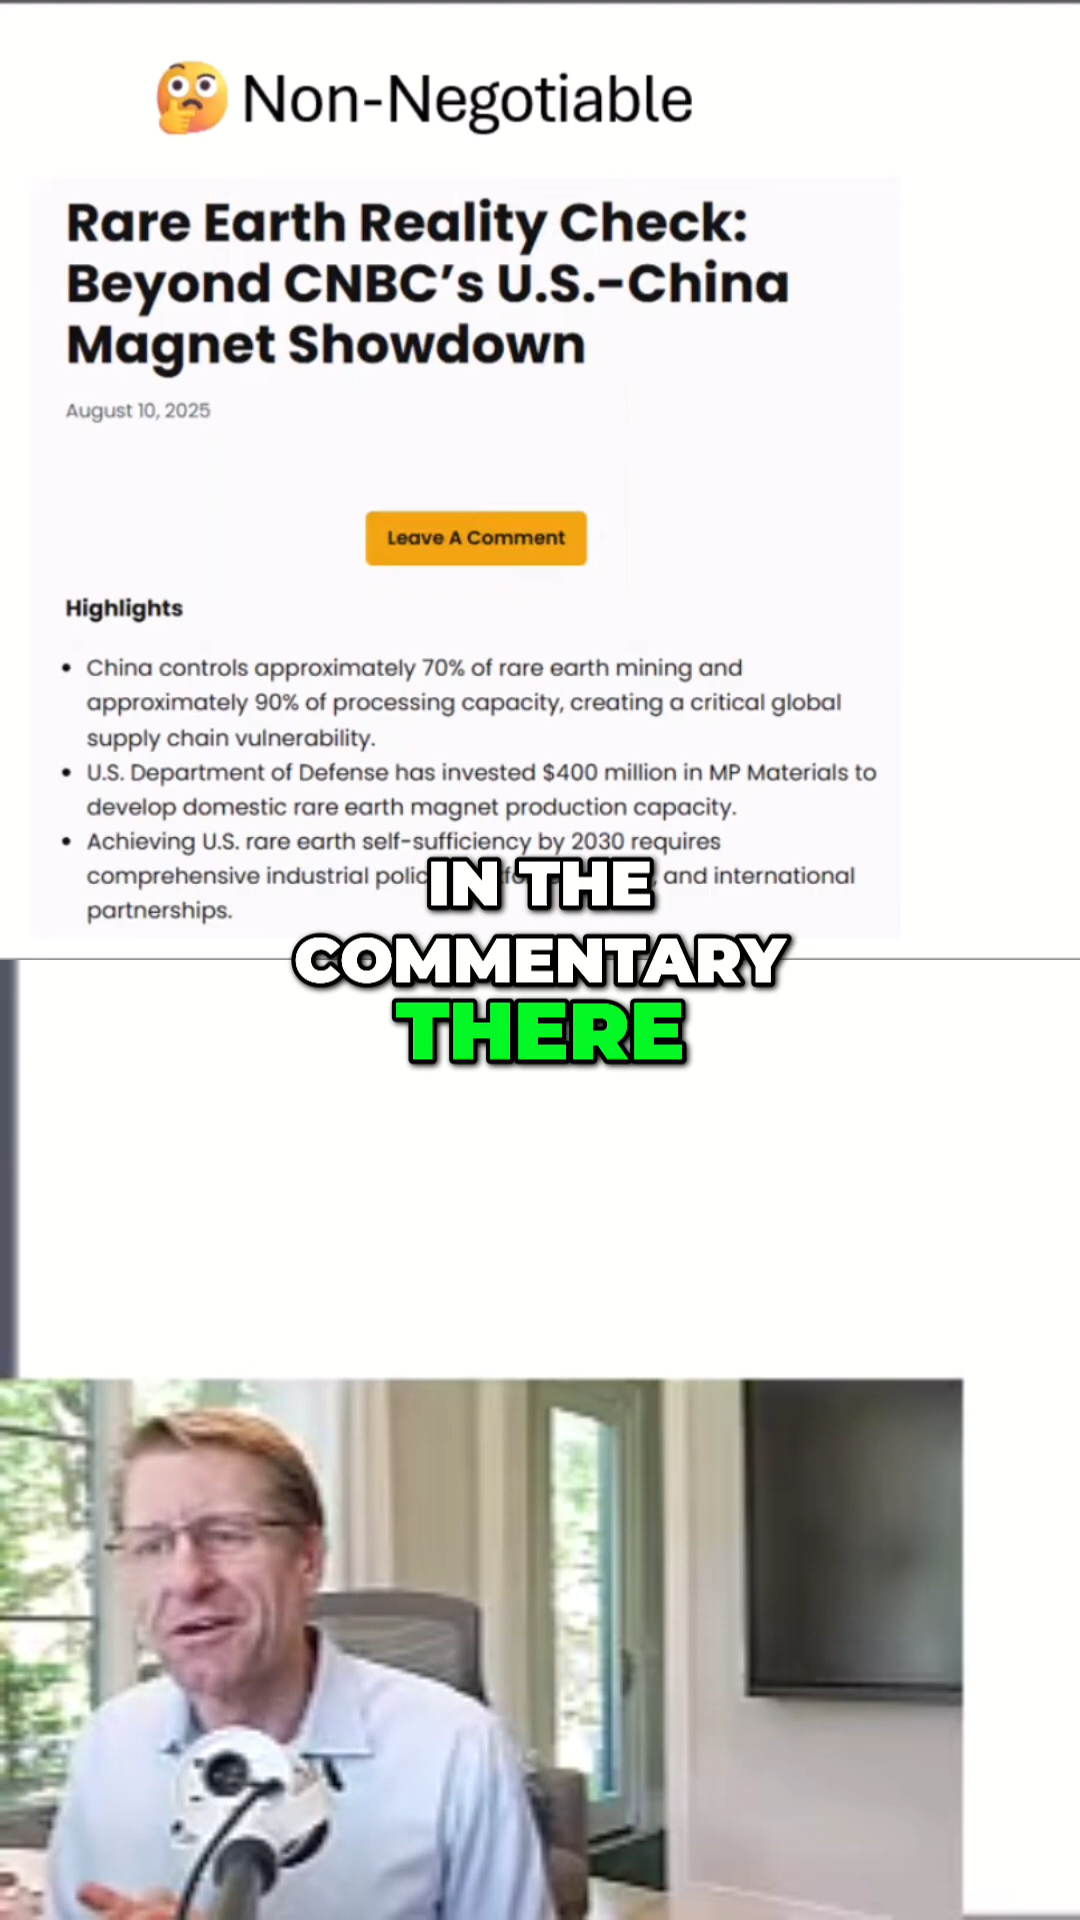 Non-Negotiable
Rare Earth Reality Check:
Beyond CNBC’s U.S.-China
Magnet Showdown
August 10, 2025
Leave A Comment
Highlights
• China controls approximately 70% of rare earth mining and
approximately 90% of processing capacity, creating a critical global
supply chain vulnerability.
• U.S. Department of Defense has invested $400 million in MP Materials to
develop domestic rare earth magnet production capacity.
• Achieving U.S. rare earth self-sufficiency by 2030 requires
comprehensive industrial and international
partnerships.
IN THE
COMMENTARY
THERE